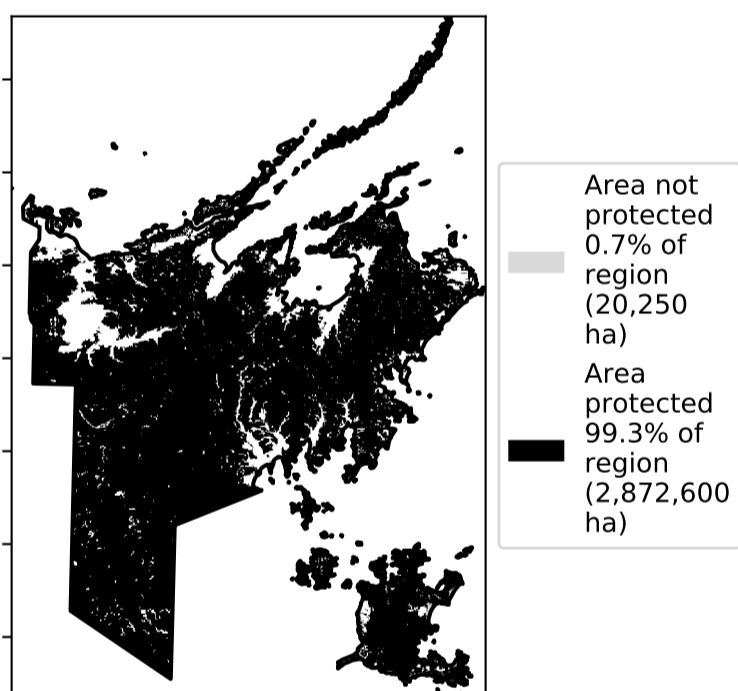 Area not
protected
0.7% of
region
(20,250
ha)
Area
protected
99.3% of
region
(2,872,600
ha)